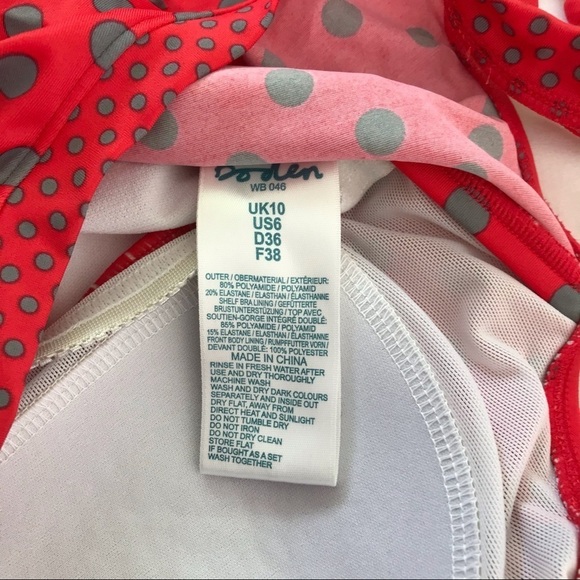 Boden
WB 046
UK10
US6
D36
F38
OUTER / OBERMATERIAL / EXTÉRIEUR:
80% POLYAMIDE / POLYAMID
20% ELASTANE / ELASTHAN / ÉLASTHANNE
SHELF BRA LINING / GEFÜTTERTE
BRUSTUNTERSTÜZUNG / TOP AVEC
SOUTIEN-GORGE INTÉGRÉ DOUBLÉ:
85% POLYAMIDE / POLYAMID
15% ELASTANE / ELASTHAN / ÉLASTHANNE
FRONT BODY LINING / RUMPFFUTTER VORN /
DEVANT DOUBLÉ: 100% POLYESTER
MADE IN CHINA
RINSE IN FRESH WATER AFTER
USE AND DRY THOROUGHLY
MACHINE WASH
WASH AND DRY DARK COLOURS
SEPARATELY AND INSIDE OUT
DRY FLAT, AWAY FROM
DIRECT HEAT AND SUNLIGHT
DO NOT TUMBLE DRY
DO NOT IRON
DO NOT DRY CLEAN
STORE FLAT
IF BOUGHT AS A SET
WASH TOGETHER